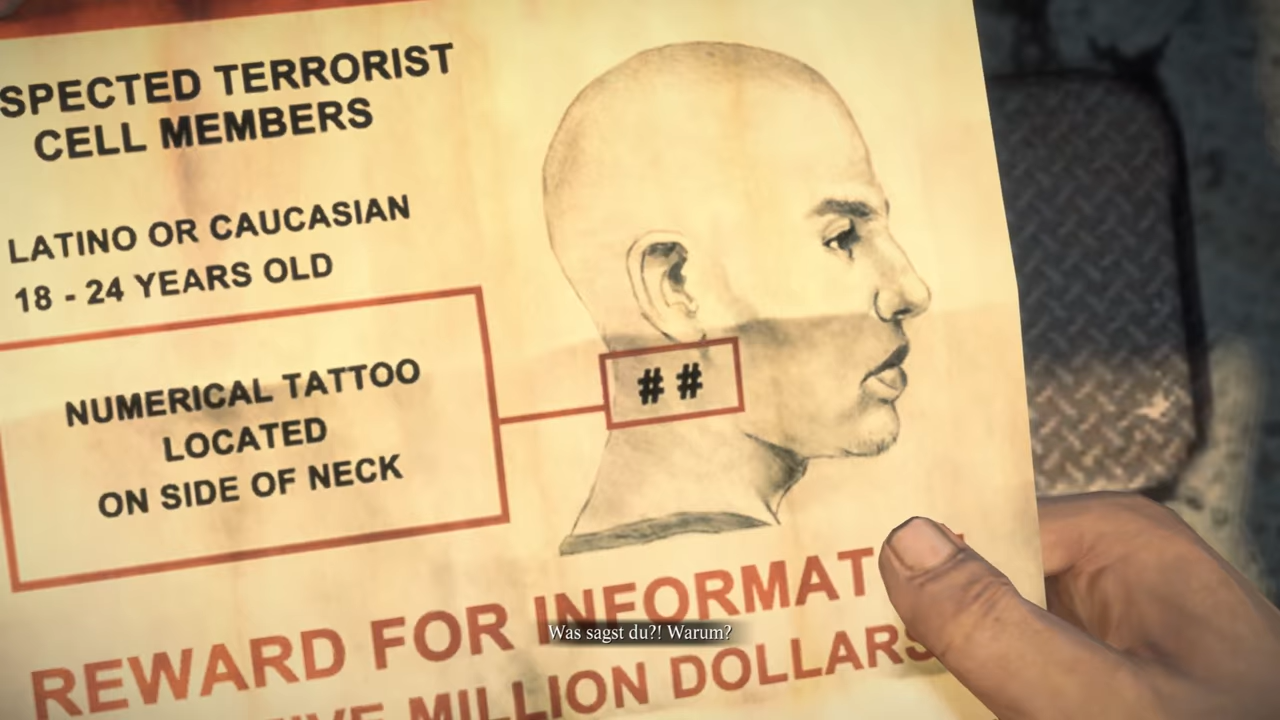 SPECTED TERRORIST
CELL MEMBERS
LATINO OR CAUCASIAN
18 - 24 YEARS OLD
NUMERICAL TATTOO
LOCATED
ON SIDE OF NECK
# #
REWARD FOR INFORMAT
IVE MILLION DOLLARS
Was sagst du?! Warum?